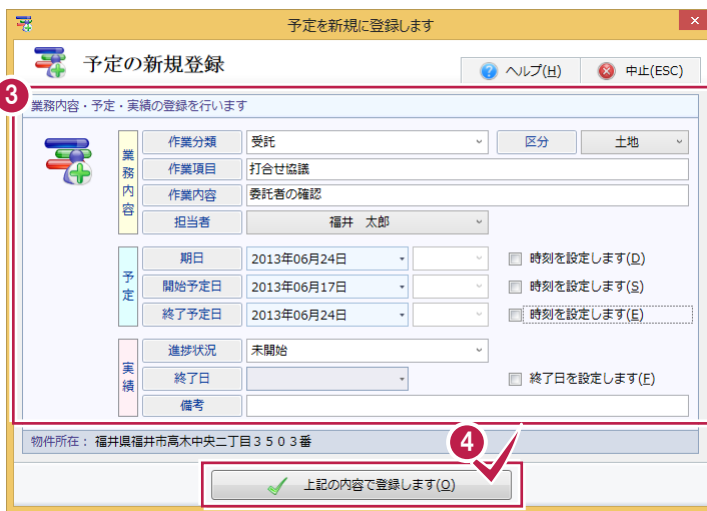 予定を新規に登録します
×
予定の新規登録
? ヘルプ(H)
中止(ESC)
3
業務内容・予定・実績の登録を行います
業務内容
作業分類 受託 区分 土地
作業項目 打合せ協議
作業内容 委託者の確認
担当者 福井 太郎
予定
期日 2013年06月24日 時刻を設定します(D)
開始予定日 2013年06月17日 時刻を設定します(S)
終了予定日 2013年06月24日 時刻を設定します(E)
実績
進捗状況 未開始
終了日 終了日を設定します(F)
備考
物件所在： 福井県福井市高木中央二丁目３５０３番
4
上記の内容で登録します(O)